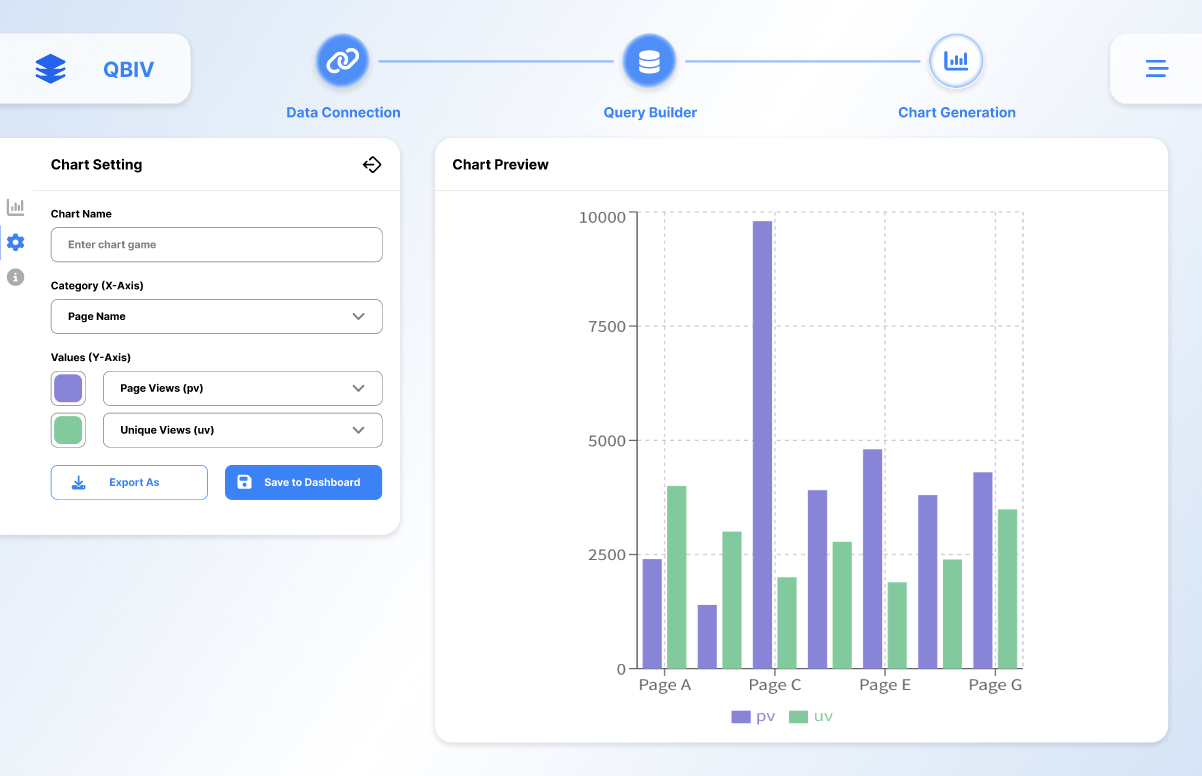 QBIV
Data Connection
Query Builder
Chart Generation
Chart Setting
Chart Name
Enter chart game
Category (X-Axis)
Page Name
Values (Y-Axis)
Page Views (pv)
Unique Views (uv)
Export As
Save to Dashboard
Chart Preview
10000
7500
5000
2500
0
Page A
Page C
Page E
Page G
pv
uv